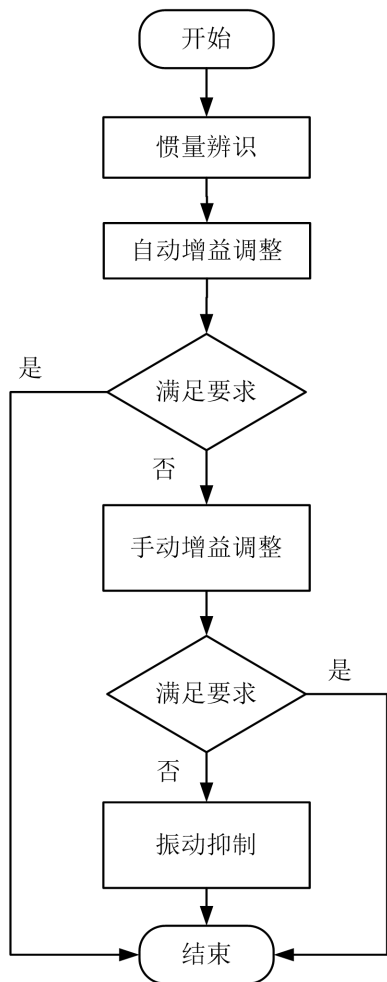 开始
惯量辨识
自动增益调整
是
满足要求
否
手动增益调整
满足要求
是
否
振动抑制
结束